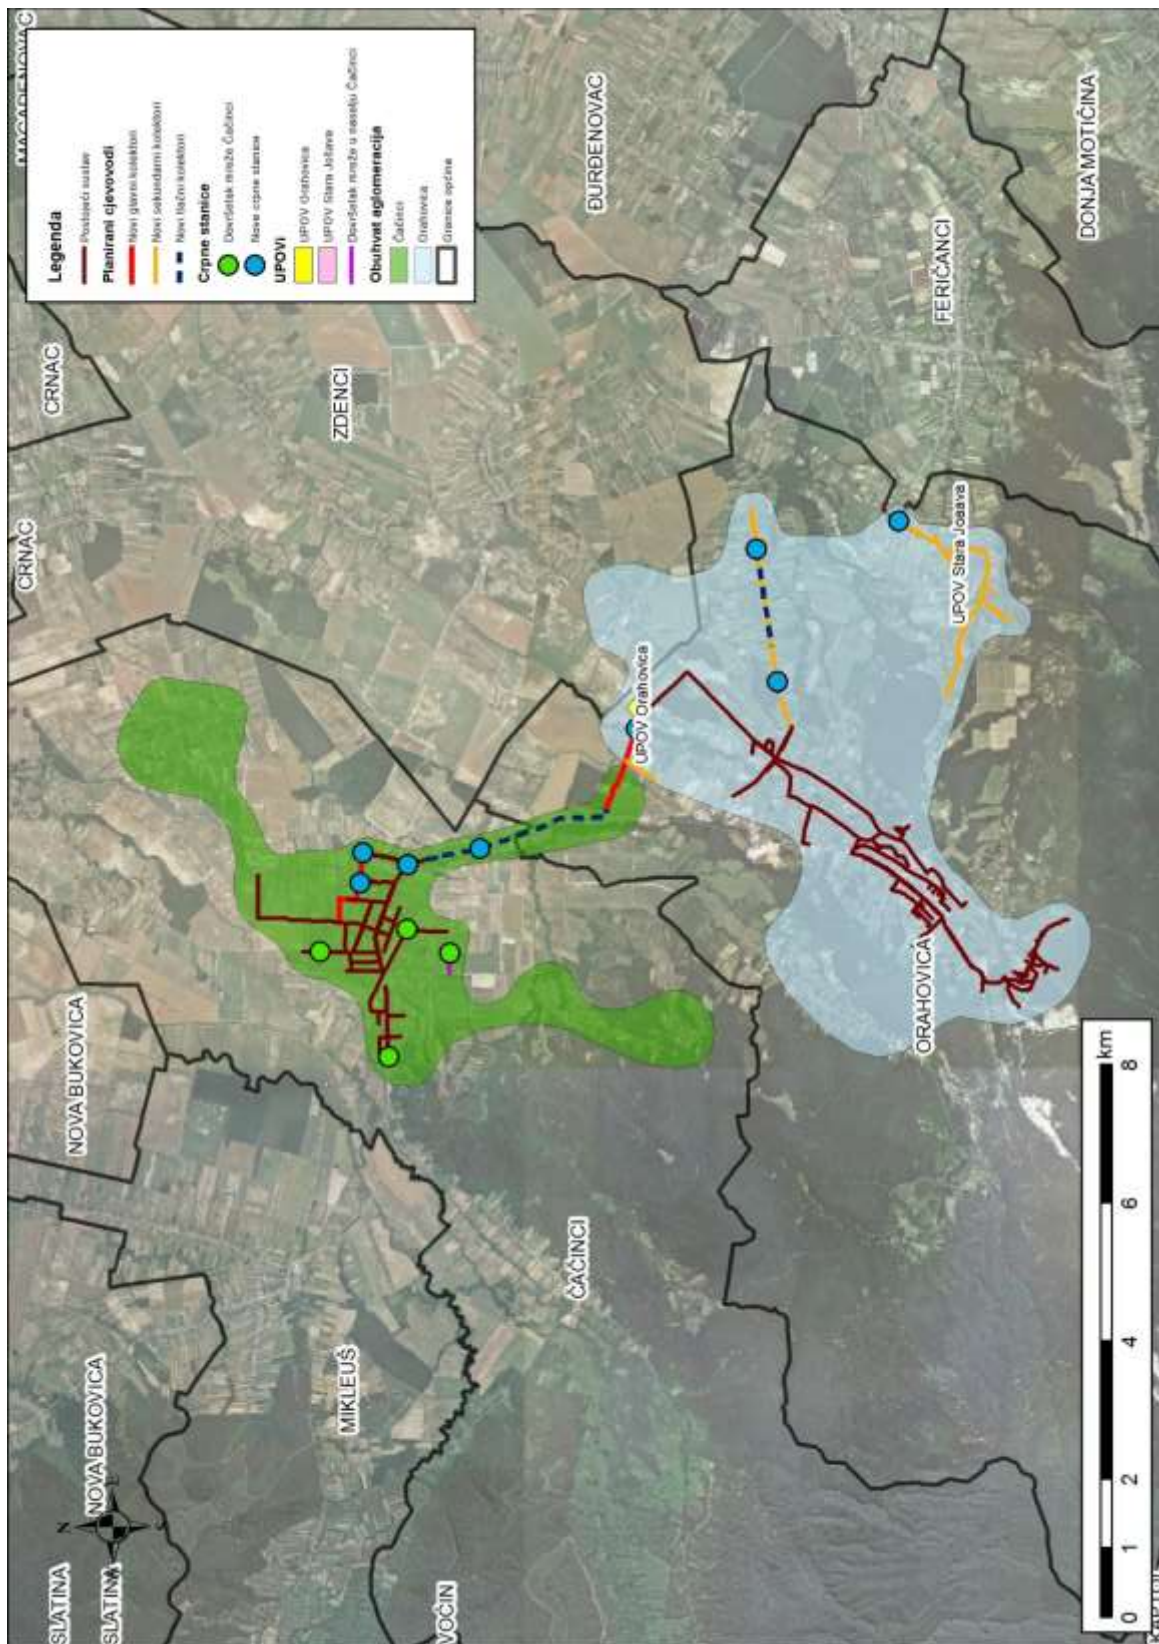 Legenda
Postojeći sustav
Planirani cjevovodi
Novi glavni kolektori
Novi sekundarni kolektori
Novi tlačni kolektori
Crpne stanice
Dovršetak mreže Čačinci
Nove crpne stanice
UPOVi
UPOV Orahovica
UPOV Stara Jošava
Dovršetak mreže u naselju Čačinci
Obuhvat aglomeracija
Čačinci
Orahovica
Granice općine
SLATINA
SLATINA
NOVA BUKOVICA
NOVA BUKOVICA
CRNAC
CRNAC
N
E
S
MIKLEUŠ
ZDENCI
VOĆIN
ČAČINCI
ĐURĐENOVAC
UPOV Orahovica
ORAHOVICA
UPOV Stara Josava
FERIČANCI
DONJA MOTIČINA
0 1 2 4 6 8
km